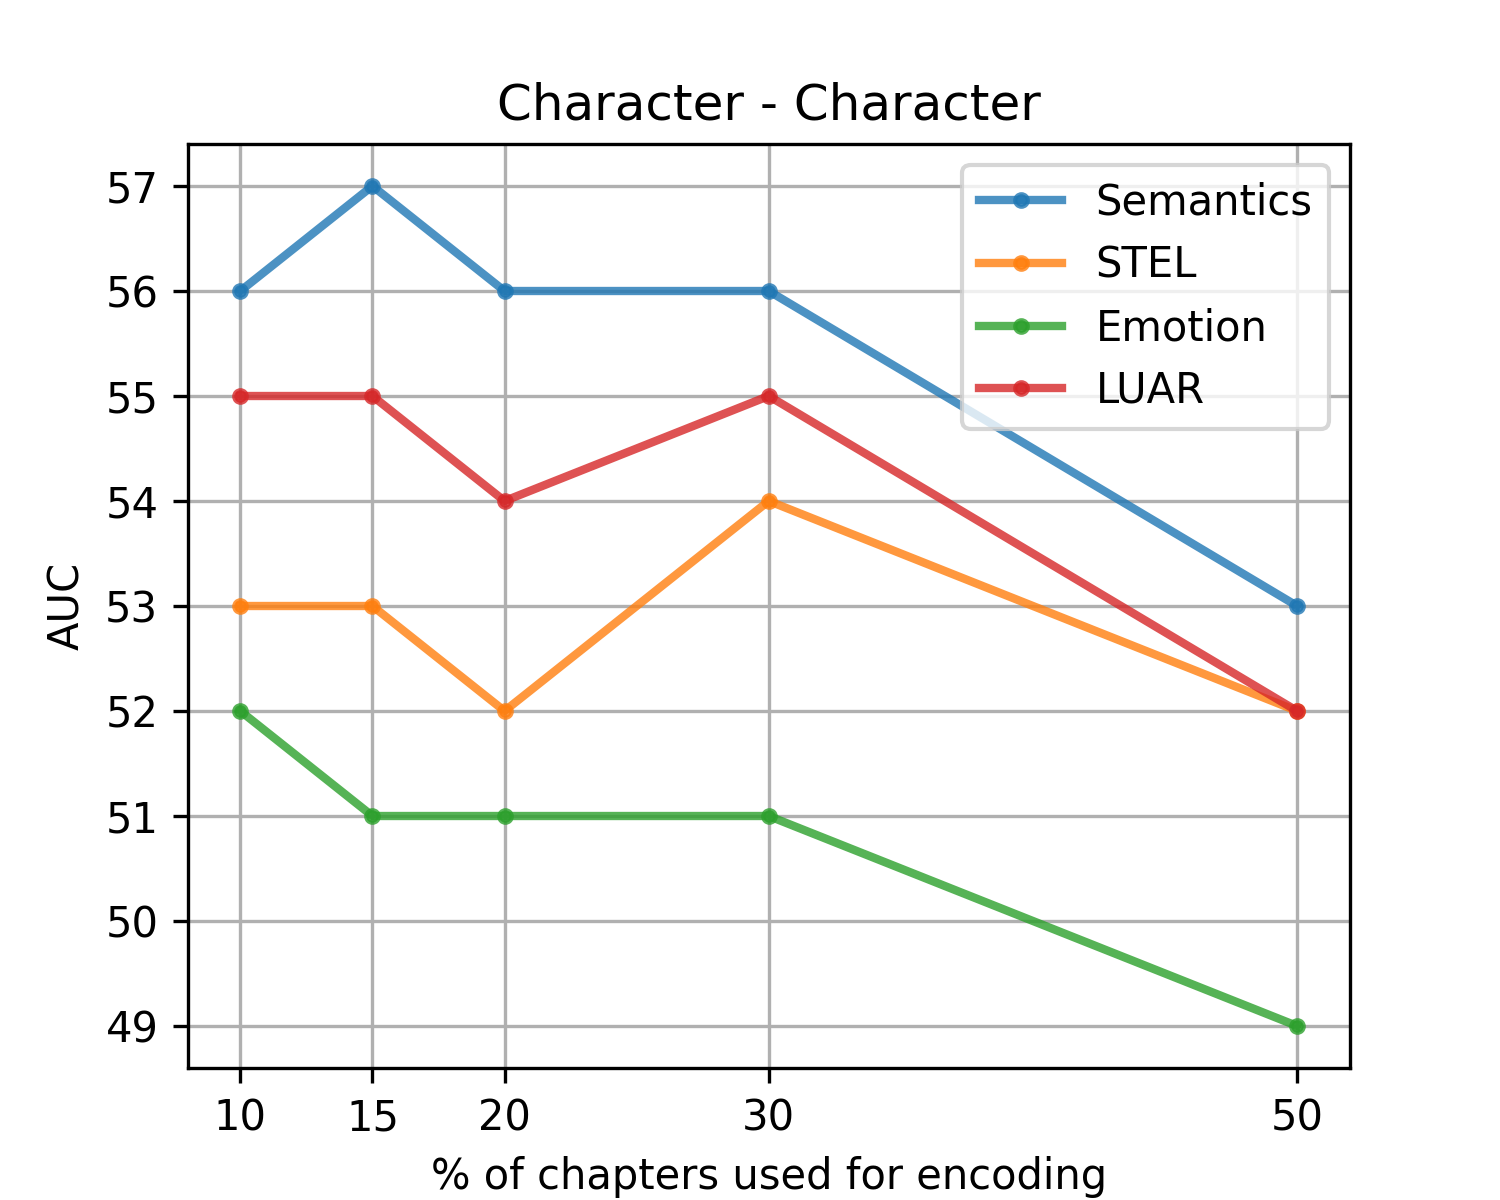 Character - Character
57
56
55
54
53
52
51
50
49
AUC
Semantics
STEL
Emotion
LUAR
10 15 20 30 50
% of chapters used for encoding